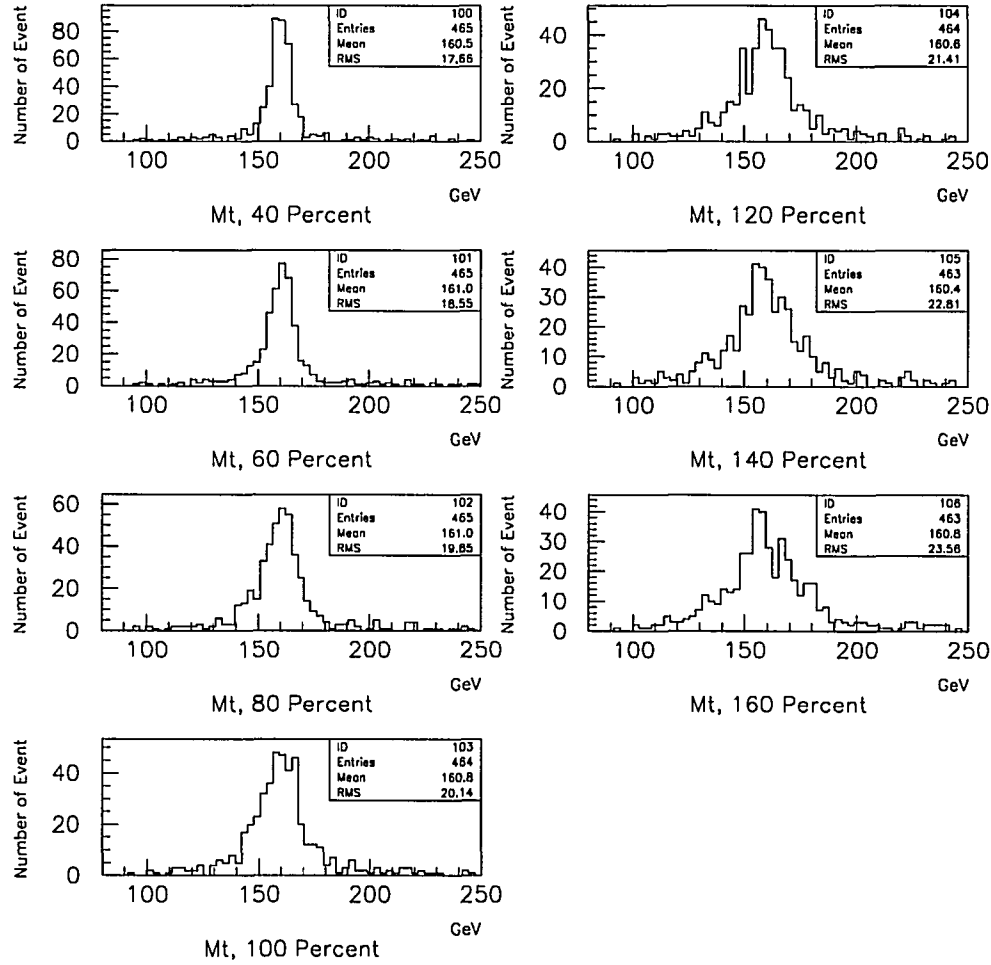 Number of Event
80
60
40
20
0
ID 100
Entries 465
Mean 160.5
RMS 17.66
100 150 200 250
GeV
Mt, 40 Percent
Number of Event
40
20
0
ID 104
Entries 464
Mean 160.6
RMS 21.41
100 150 200 250
GeV
Mt, 120 Percent
Number of Event
80
60
40
20
0
ID 101
Entries 465
Mean 161.0
RMS 18.55
100 150 200 250
GeV
Mt, 60 Percent
Number of Event
40
30
20
10
0
ID 105
Entries 463
Mean 160.4
RMS 22.81
100 150 200 250
GeV
Mt, 140 Percent
Number of Event
60
40
20
0
ID 102
Entries 465
Mean 161.0
RMS 19.65
100 150 200 250
GeV
Mt, 80 Percent
Number of Event
40
30
20
10
0
ID 106
Entries 463
Mean 160.8
RMS 23.56
100 150 200 250
GeV
Mt, 160 Percent
Number of Event
40
20
0
ID 103
Entries 464
Mean 160.8
RMS 20.14
100 150 200 250
GeV
Mt, 100 Percent